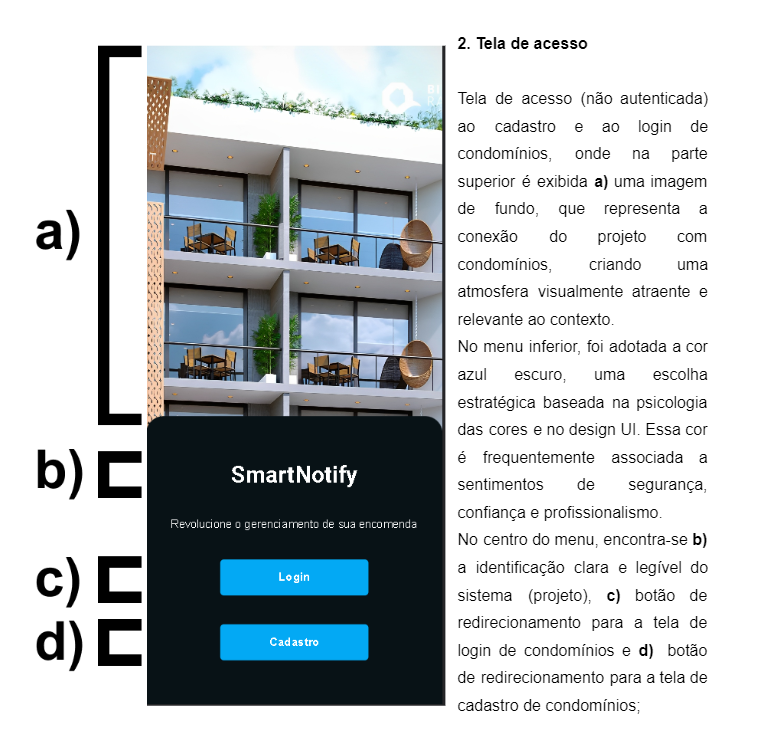 2. Tela de acesso
Tela de acesso (não autenticada)
ao cadastro e ao login de
condomínios, onde na parte
superior é exibida a) uma imagem
de fundo, que representa a
conexão do projeto com
condomínios, criando uma
atmosfera visualmente atraente e
relevante ao contexto.
No menu inferior, foi adotada a cor
azul escuro, uma escolha
estratégica baseada na psicologia
das cores e no design UI. Essa cor
é frequentemente associada a
sentimentos de segurança,
confiança e profissionalismo.
No centro do menu, encontra-se b)
a identificação clara e legível do
sistema (projeto), c) botão de
redirecionamento para a tela de
login de condomínios e d) botão
de redirecionamento para a tela de
cadastro de condomínios;
a)
b)
c)
d)
SmartNotify
Revolucione o gerenciamento de sua encomenda
Login
Cadastro